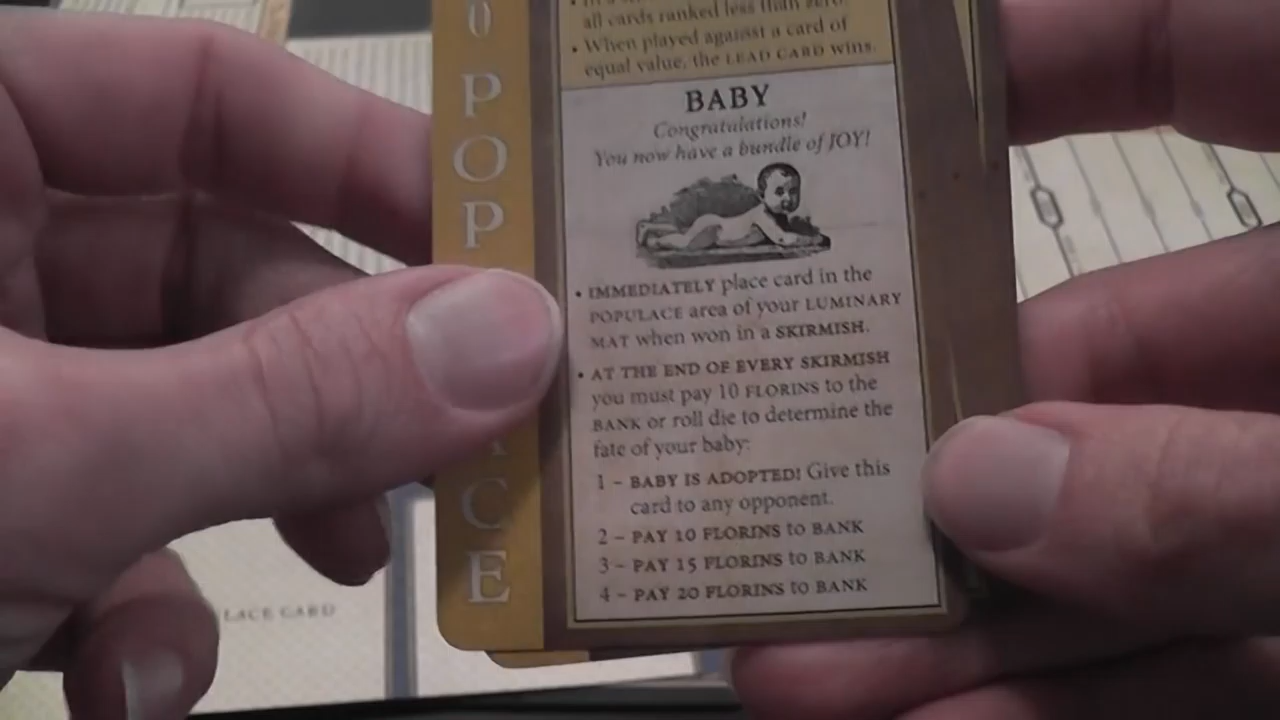 all cards ranked less than zero.
• When played against a card of
equal value, the LEAD CARD wins.
BABY
Congratulations!
You now have a bundle of JOY!
• IMMEDIATELY place card in the
POPULACE area of your LUMINARY
MAT when won in a SKIRMISH.
• AT THE END OF EVERY SKIRMISH
you must pay 10 FLORINS to the
BANK or roll die to determine the
fate of your baby:
1 – BABY IS ADOPTED! Give this
card to any opponent.
2 – PAY 10 FLORINS to BANK
3 – PAY 15 FLORINS to BANK
4 – PAY 20 FLORINS to BANK
0
P
O
P
C
E
LACE CARD